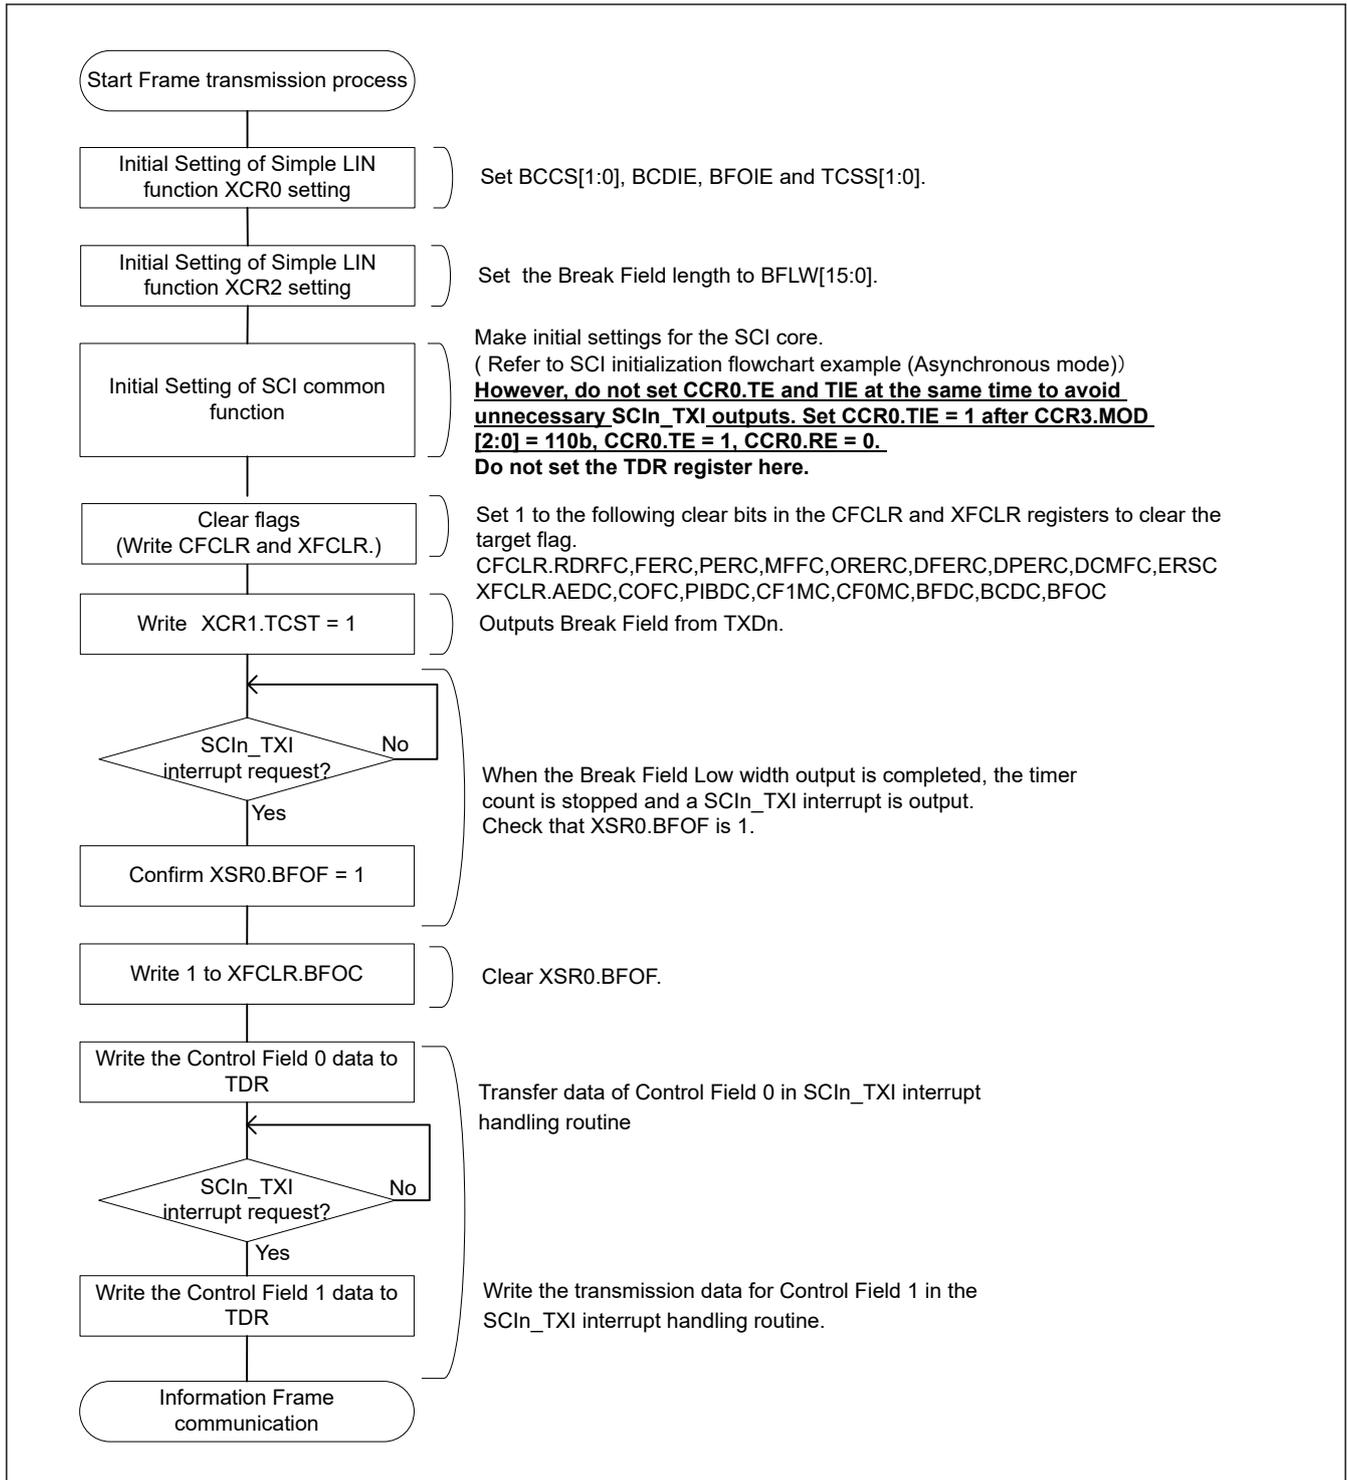 Start Frame transmission process
Initial Setting of Simple LIN
function XCR0 setting
Set BCCS[1:0], BCDIE, BFOIE and TCSS[1:0].
Initial Setting of Simple LIN
function XCR2 setting
Set  the Break Field length to BFLW[15:0].
Initial Setting of SCI common
function
Make initial settings for the SCI core.
( Refer to SCI initialization flowchart example (Asynchronous mode)）
However, do not set CCR0.TE and TIE at the same time to avoid
unnecessary SCIn_TXI outputs. Set CCR0.TIE = 1 after CCR3.MOD
[2:0] = 110b, CCR0.TE = 1, CCR0.RE = 0.
Do not set the TDR register here.
Clear flags
(Write CFCLR and XFCLR.)
Set 1 to the following clear bits in the CFCLR and XFCLR registers to clear the
target flag.
CFCLR.RDRFC,FERC,PERC,MFFC,ORERC,DFERC,DPERC,DCMFC,ERSC
XFCLR.AEDC,COFC,PIBDC,CF1MC,CF0MC,BFDC,BCDC,BFOC
Write  XCR1.TCST = 1
Outputs Break Field from TXDn.
SCIn_TXI
interrupt request?
No
Yes
When the Break Field Low width output is completed, the timer
count is stopped and a SCIn_TXI interrupt is output.
Check that XSR0.BFOF is 1.
Confirm XSR0.BFOF = 1
Write 1 to XFCLR.BFOC
Clear XSR0.BFOF.
Write the Control Field 0 data to
TDR
Transfer data of Control Field 0 in SCIn_TXI interrupt
handling routine
SCIn_TXI
interrupt request?
No
Yes
Write the Control Field 1 data to
TDR
Write the transmission data for Control Field 1 in the
SCIn_TXI interrupt handling routine.
Information Frame
communication